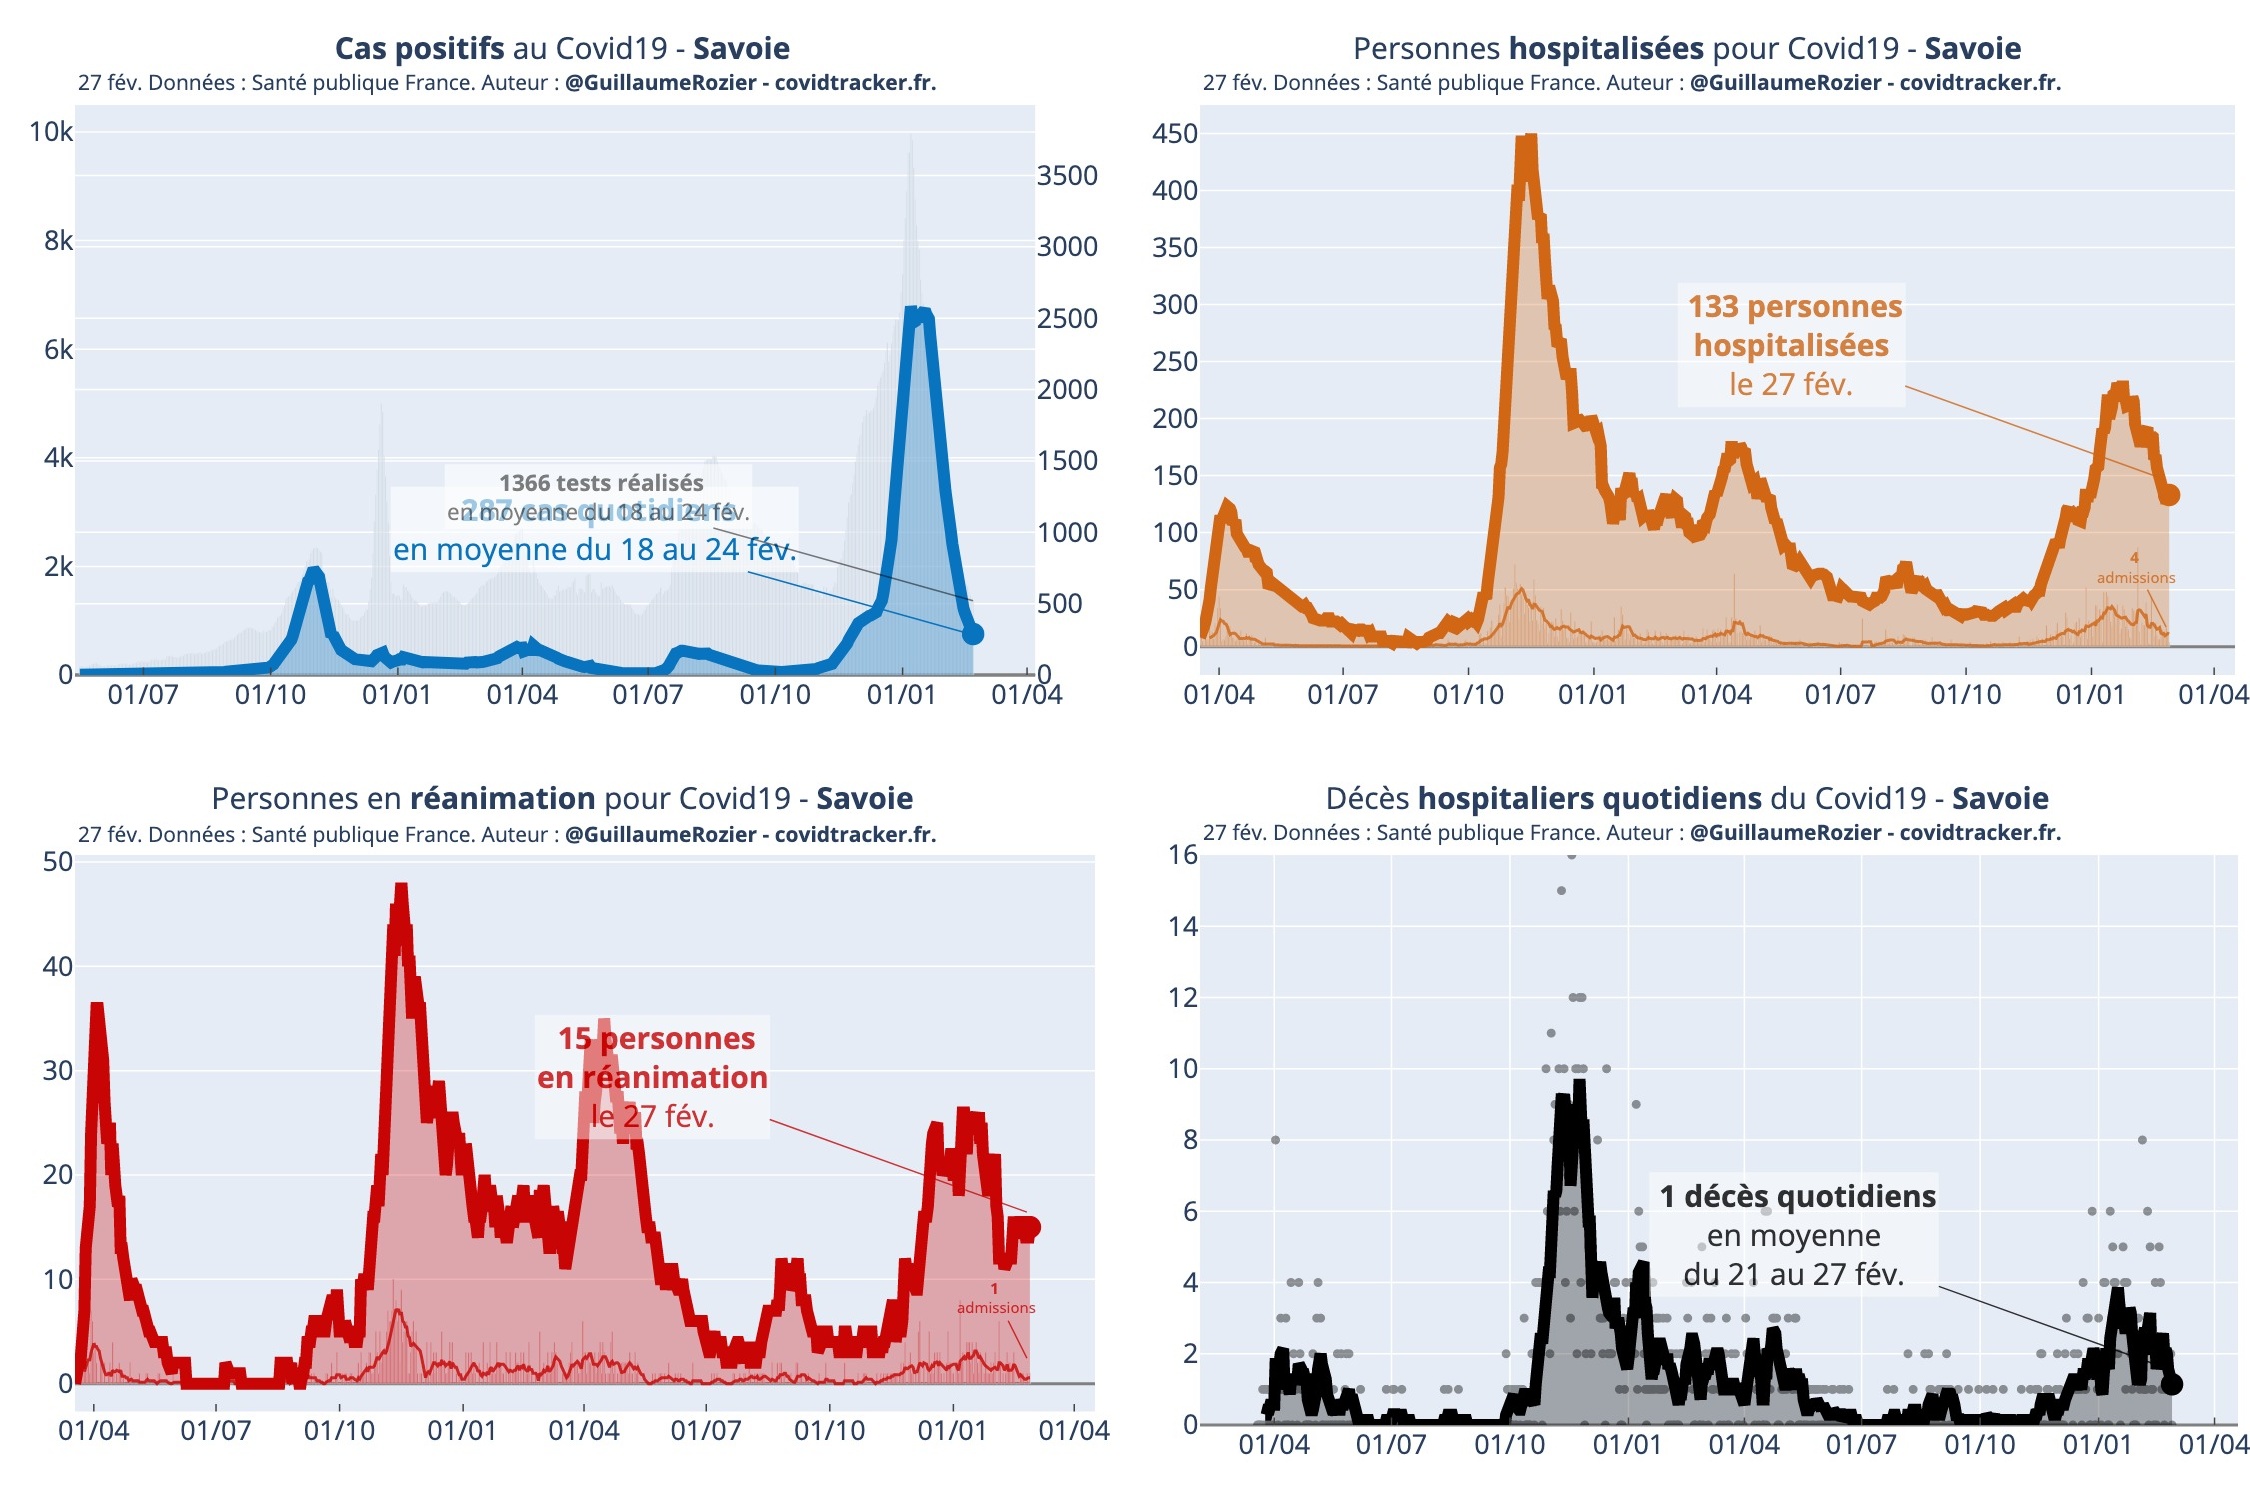 Cas positifs au Covid19 - Savoie
27 fév. Données : Santé publique France. Auteur : @GuillaumeRozier - covidtracker.fr.
10k
8k
6k
4k
2k
0
3500
3000
2500
2000
1500
1000
500
0
1366 tests réalisés
en moyenne du 18 au 24 fév.
287 cas quotidiens
en moyenne du 18 au 24 fév.
01/07 01/10 01/01 01/04 01/07 01/10 01/01 01/04
Personnes hospitalisées pour Covid19 - Savoie
27 fév. Données : Santé publique France. Auteur : @GuillaumeRozier - covidtracker.fr.
450
400
350
300
250
200
150
100
50
0
133 personnes
hospitalisées
le 27 fév.
4
admissions
01/04 01/07 01/10 01/01 01/04 01/07 01/10 01/01 01/04
Personnes en réanimation pour Covid19 - Savoie
27 fév. Données : Santé publique France. Auteur : @GuillaumeRozier - covidtracker.fr.
50
40
30
20
10
0
15 personnes
en réanimation
le 27 fév.
1
admissions
01/04 01/07 01/10 01/01 01/04 01/07 01/10 01/01 01/04
Décès hospitaliers quotidiens du Covid19 - Savoie
27 fév. Données : Santé publique France. Auteur : @GuillaumeRozier - covidtracker.fr.
16
14
12
10
8
6
4
2
0
1 décès quotidiens
en moyenne
du 21 au 27 fév.
01/04 01/07 01/10 01/01 01/04 01/07 01/10 01/01 01/04